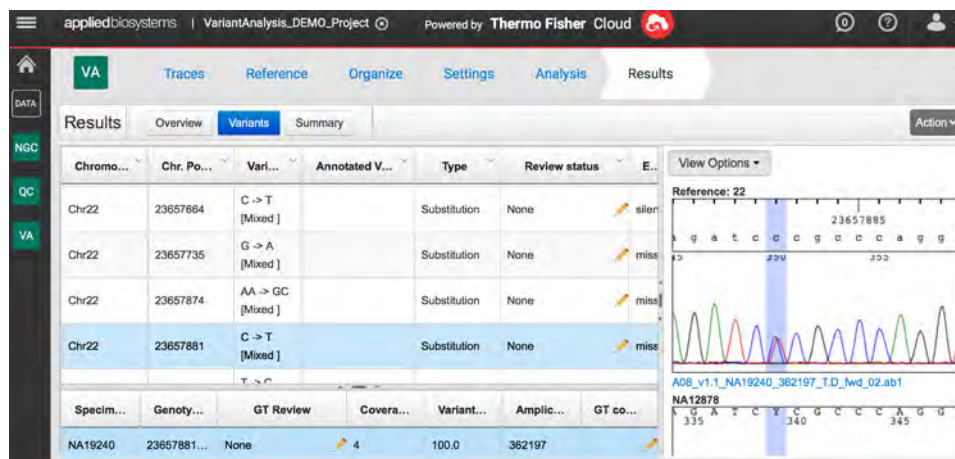 appliedbiosystems | VariantAnalysis_DEMO_Project Powered by Thermo Fisher Cloud 0 ?
VA Traces Reference Organize Settings Analysis Results
DATA
NGC
QC
VA
Results Overview Variants Summary Action
Chromo... Chr. Po... Vari... Annotated V... Type Review status E...
Chr22 23657664 C -> T [Mixed ] Substitution None silen
Chr22 23657735 G -> A [Mixed ] Substitution None miss
Chr22 23657874 AA -> GC [Mixed ] Substitution None miss
Chr22 23657881 C -> T [Mixed ] Substitution None miss
T -> C
Specim... Genoty... GT Review Covera... Variant... Amplic... GT co...
NA19240 23657881... None 4 100.0 362197
View Options
Reference: 22
23657885
g a t c c c g c c c a g g
350 355
A08_v1.1_NA19240_362197_T.D_fwd_02.ab1
NA12878
A G A T C Y C G C C C A G G
335 340 345